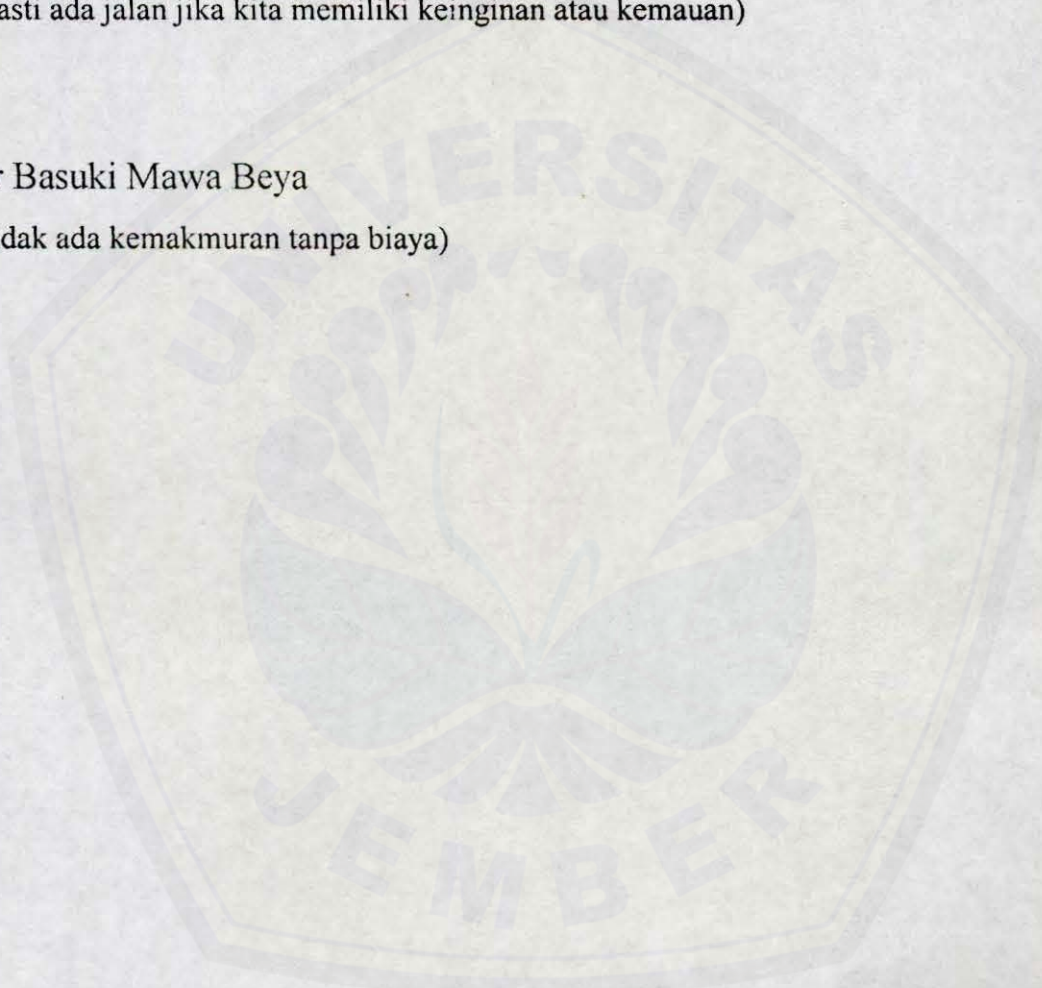 asti ada jalan jika kita memiliki keinginan atau kemauan)
Basuki Mawa Beya
dak ada kemakmuran tanpa biaya)
UNIVERSITAS
JEMBER